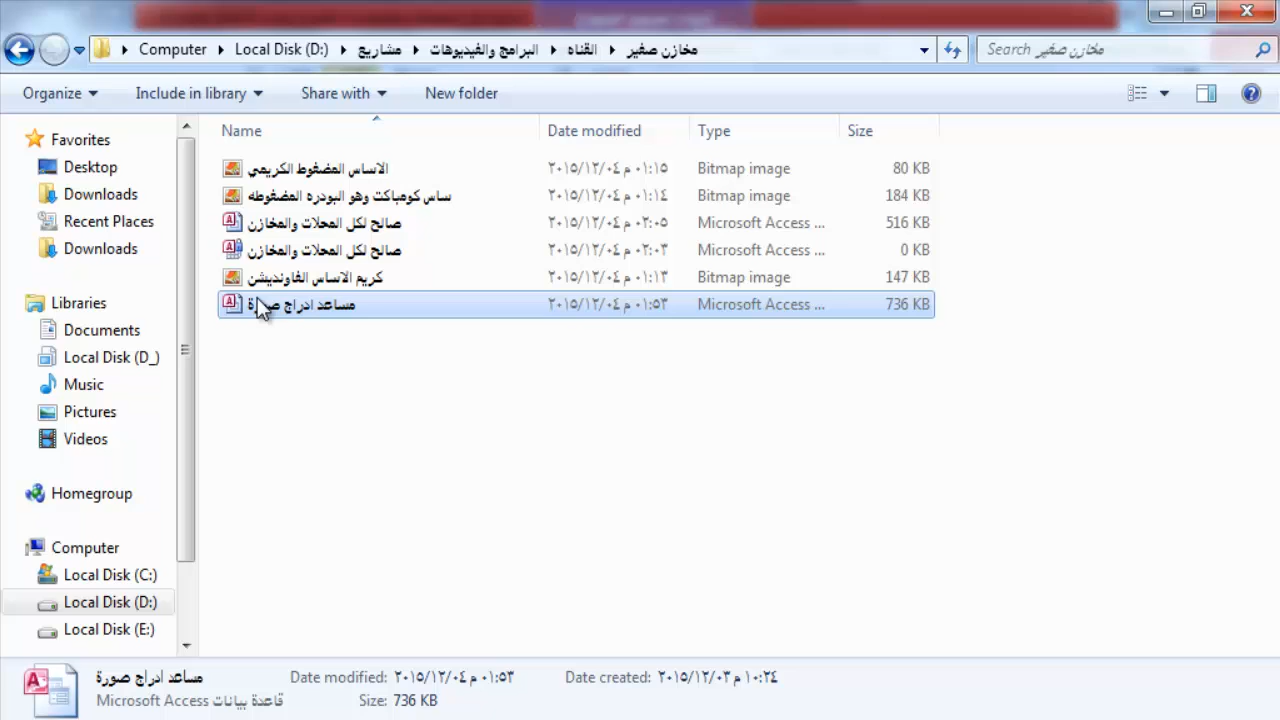 Computer Local Disk (D:) مشاريع البرامج والفيديوهات القناه مخازن صغير
Search مخازن صغير
Organize Include in library Share with New folder
Name Date modified Type Size
الاساس المضغوط الكريمي ٢٠١٥/١٢/٠٤ ٠١:١٥ م Bitmap image 80 KB
ساس كومباكت وهو البودره المضغوطه ٢٠١٥/١٢/٠٤ ٠١:١٤ م Bitmap image 184 KB
صالح لكل المحلات والمخازن ٢٠١٥/١٢/٠٤ ٠٢:٠٥ م Microsoft Access ... 516 KB
صالح لكل المحلات والمخازن ٢٠١٥/١٢/٠٤ ٠٢:٠٣ م Microsoft Access ... 0 KB
كريم الاساس الفاونديشن ٢٠١٥/١٢/٠٤ ٠١:١٣ م Bitmap image 147 KB
مساعد ادراج صورة ٢٠١٥/١٢/٠٤ ٠١:٥٣ م Microsoft Access ... 736 KB
Favorites
Desktop
Downloads
Recent Places
Downloads
Libraries
Documents
Local Disk (D_)
Music
Pictures
Videos
Homegroup
Computer
Local Disk (C:)
Local Disk (D:)
Local Disk (E:)
مساعد ادراج صورة Date modified: ٢٠١٥/١٢/٠٤ ٠١:٥٣ م Date created: ٢٠١٥/١٢/٠٣ ١٠:٢٤ م
Microsoft Access قاعدة بيانات Size: 736 KB